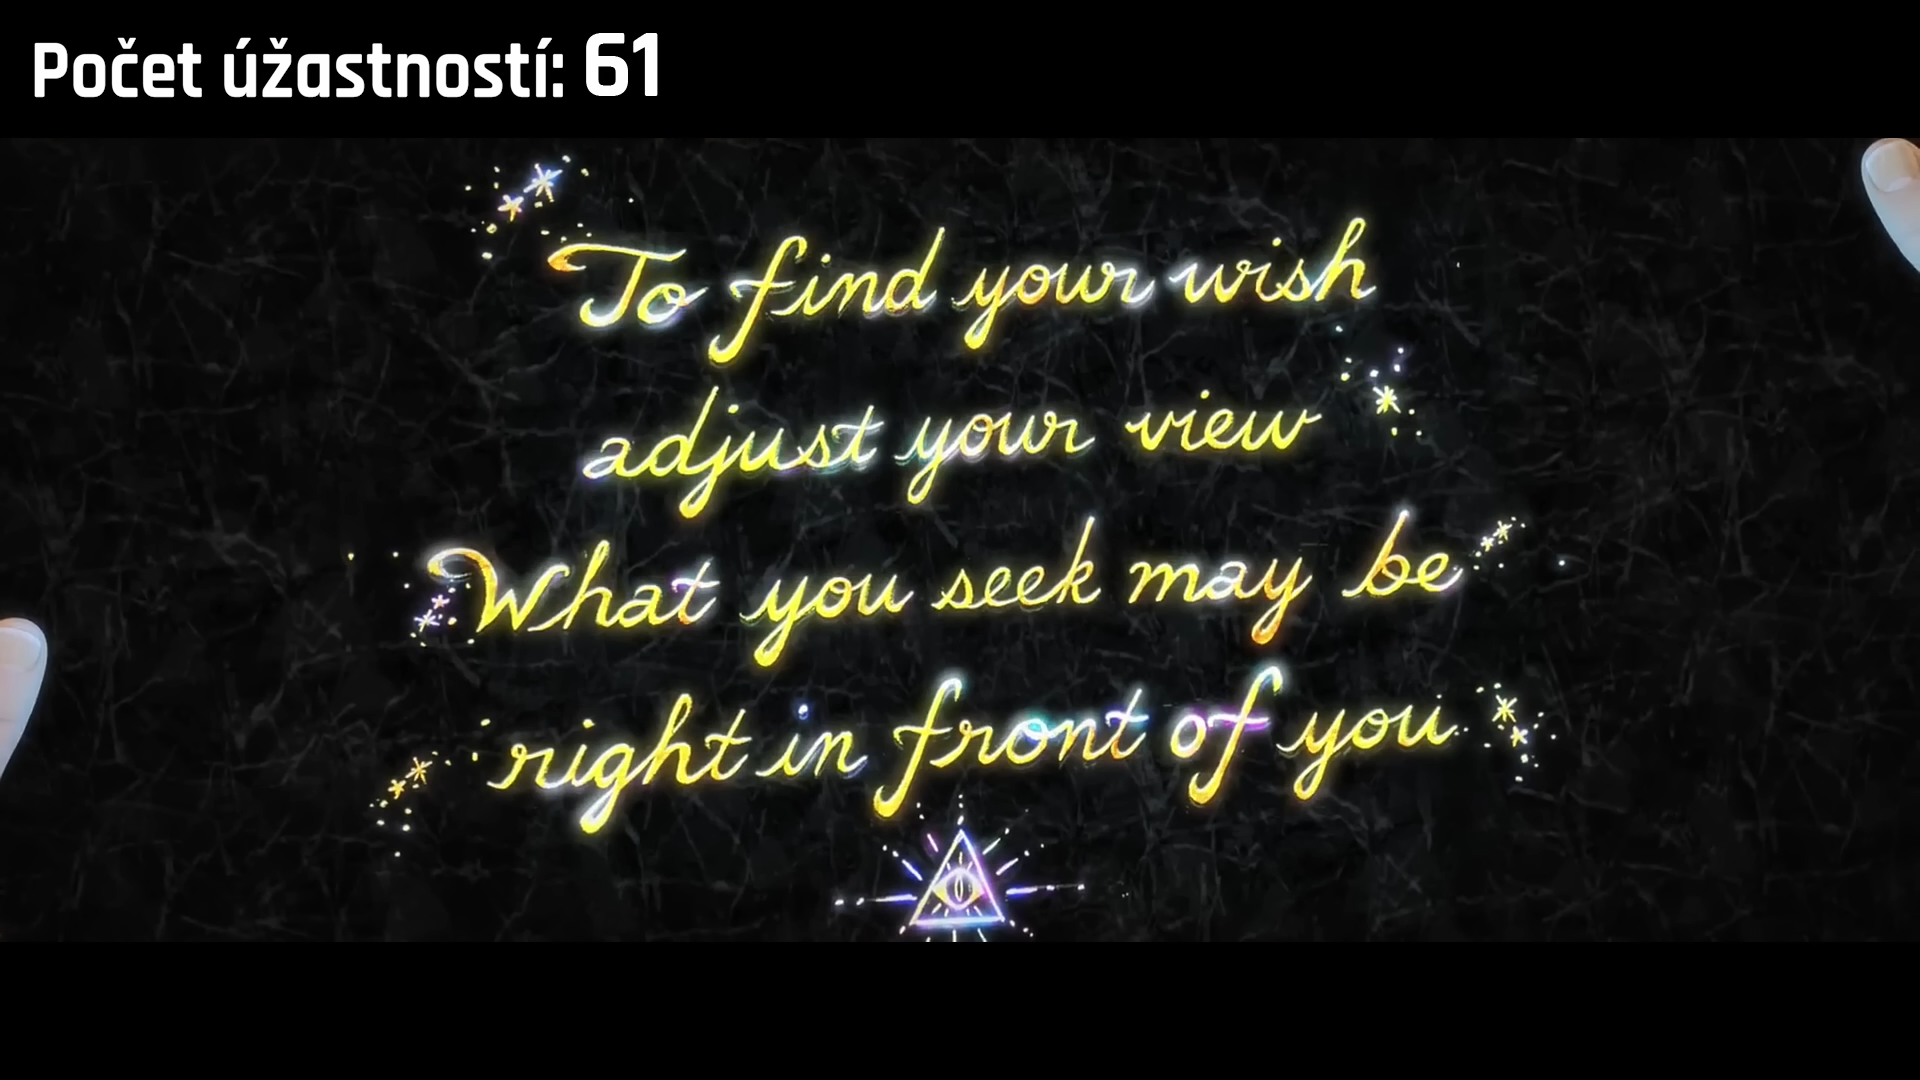 Počet úžastností: 61
To find your wish
adjust your view
What you seek may be
right in front of you